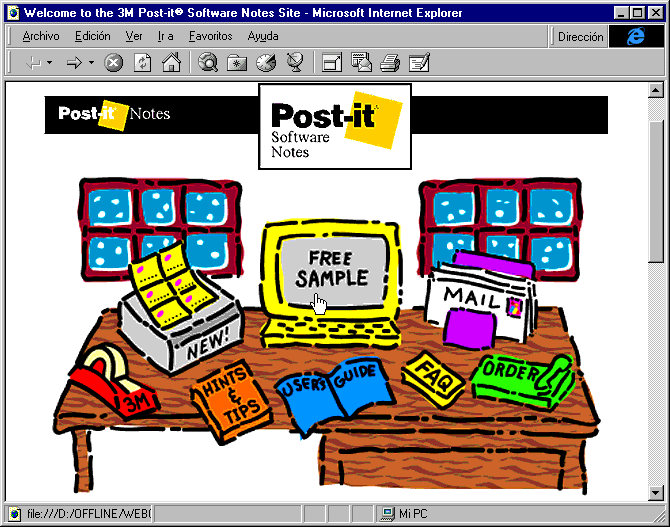 Welcome to the 3M Post-it® Software Notes Site - Microsoft Internet Explorer
Archivo Edición Ver Ir a Favoritos Ayuda
Dirección
Post-it Notes
Post-it
Software
Notes
FREE
SAMPLE
MAIL
NEW!
3M
HINTS
&
TIPS
USER'S GUIDE
FAQ
ORDER
file:///D:/OFFLINE/WEB
Mi PC